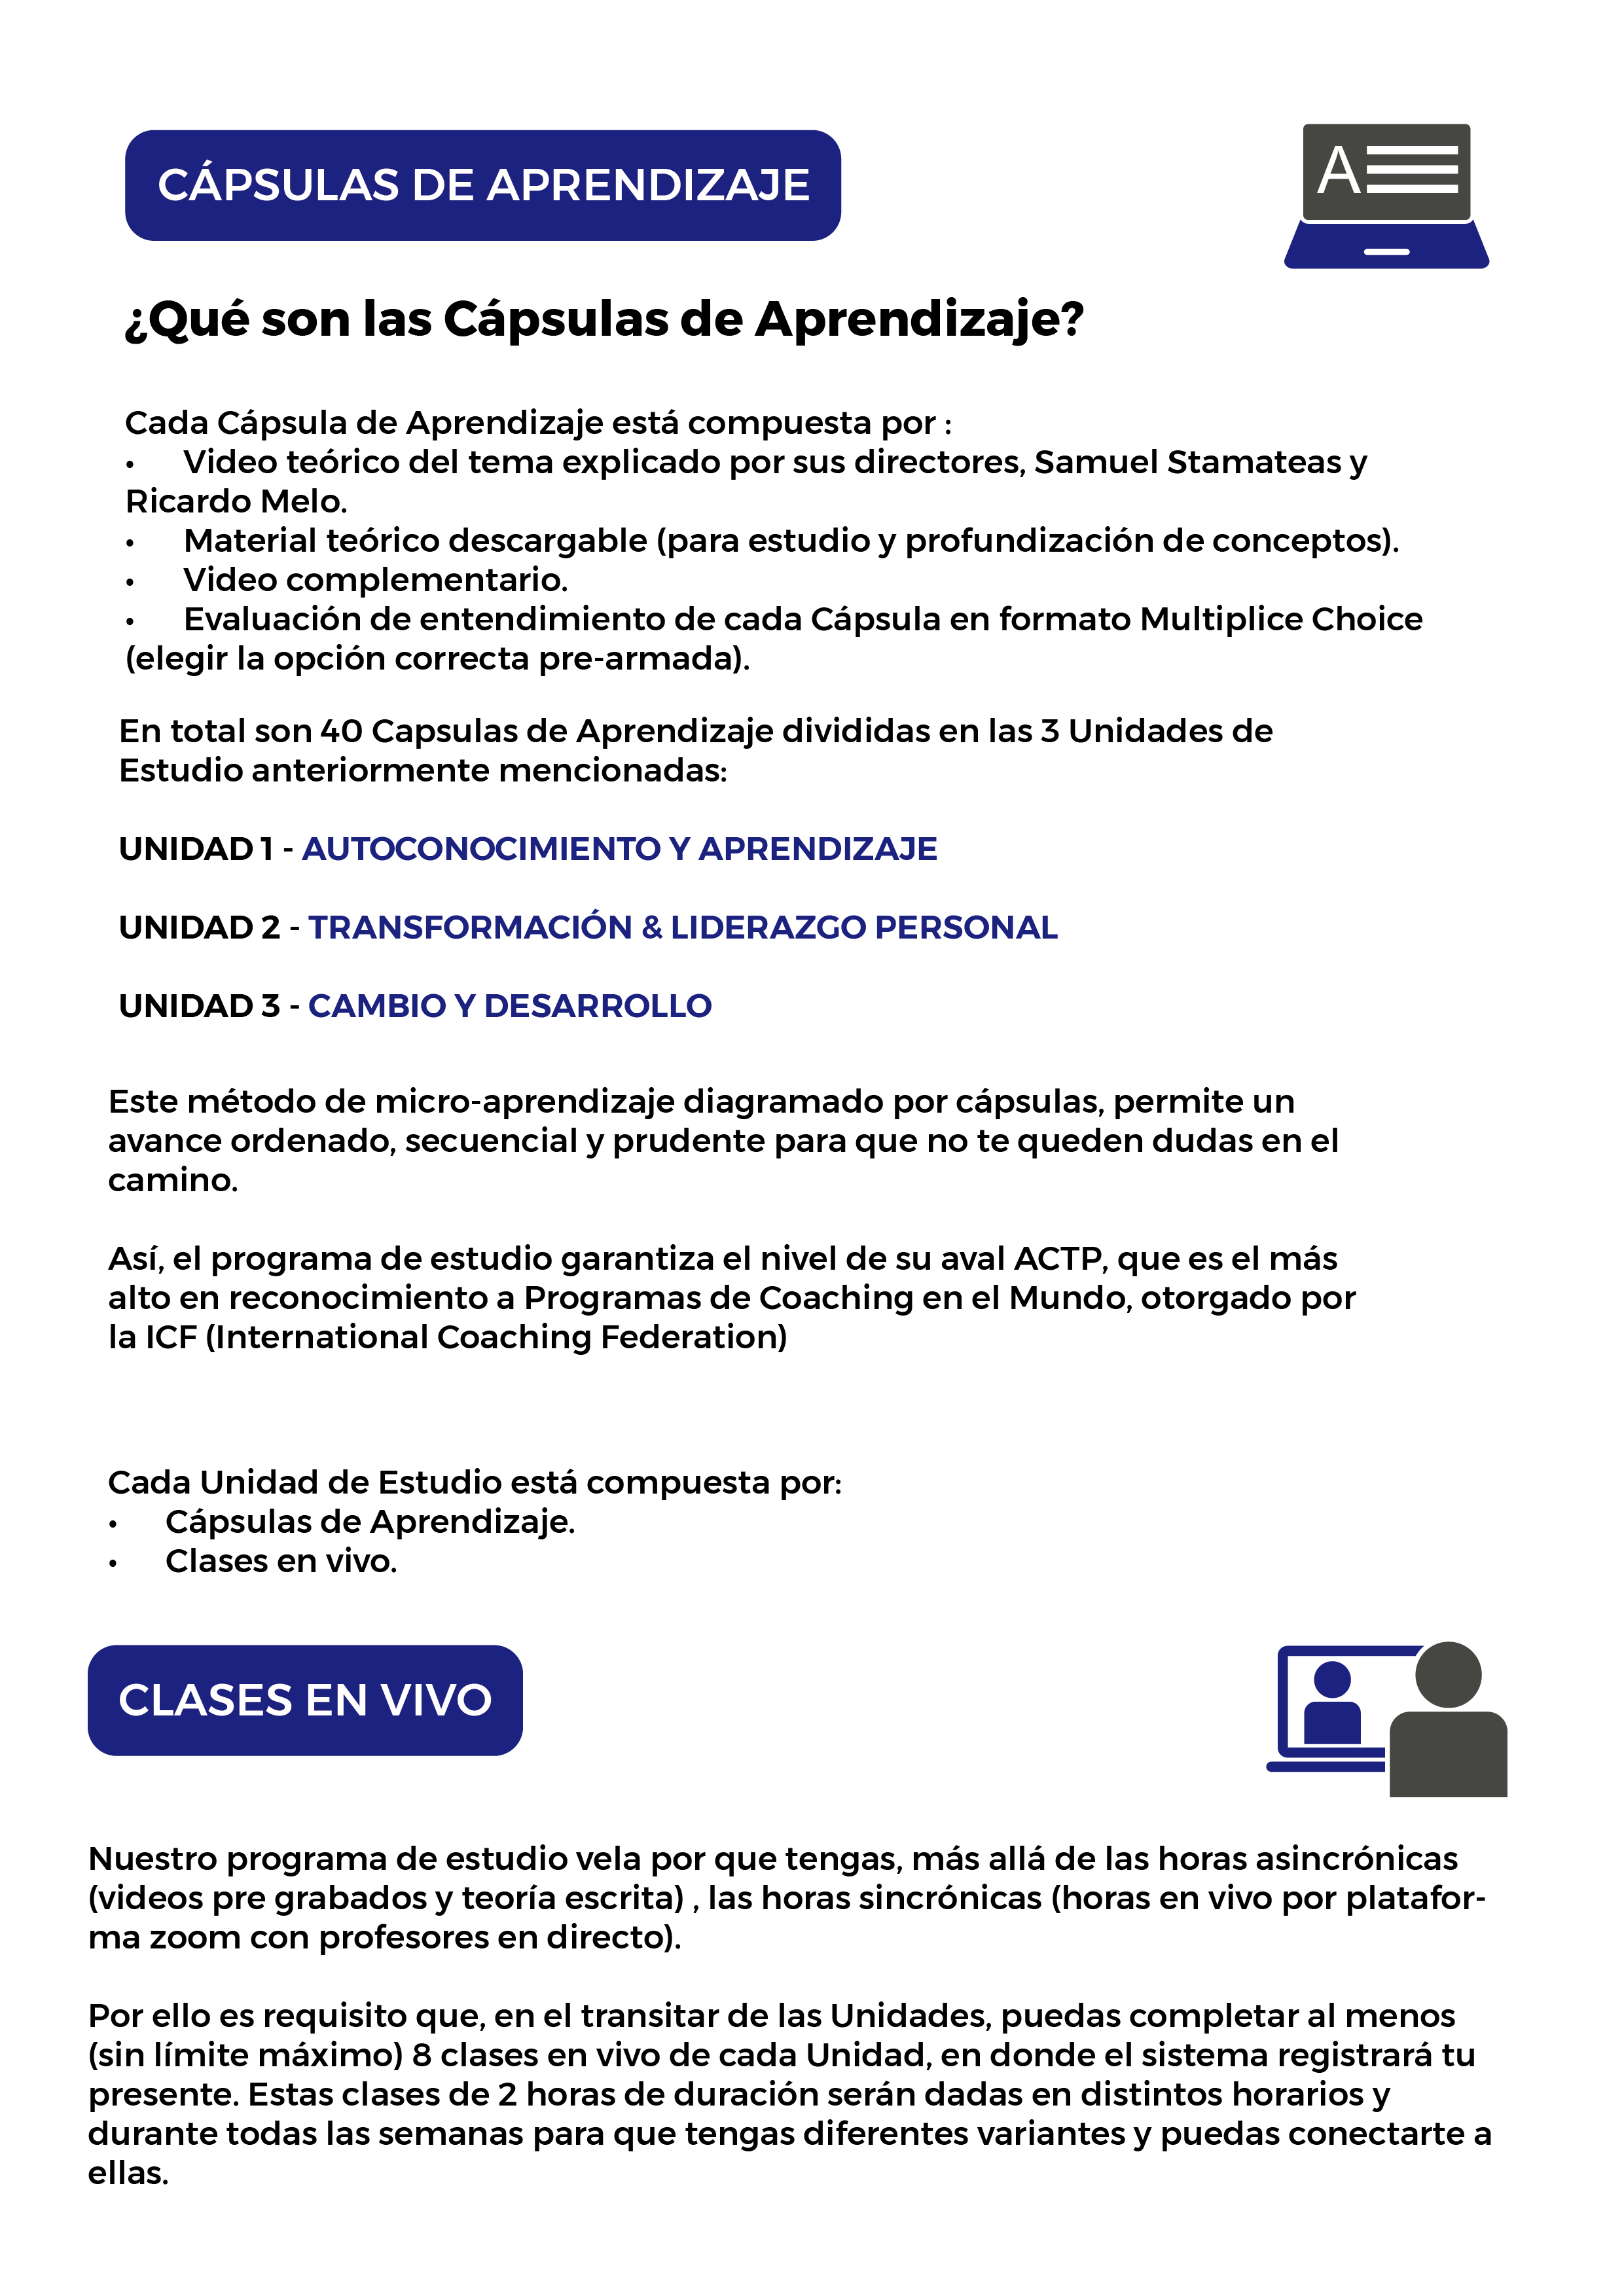 CÁPSULAS DE APRENDIZAJE
A
¿Qué son las Cápsulas de Aprendizaje?
Cada Cápsula de Aprendizaje está compuesta por :
• Video teórico del tema explicado por sus directores, Samuel Stamateas y
Ricardo Melo.
• Material teórico descargable (para estudio y profundización de conceptos).
• Video complementario.
• Evaluación de entendimiento de cada Cápsula en formato Multiplice Choice
(elegir la opción correcta pre-armada).
En total son 40 Capsulas de Aprendizaje divididas en las 3 Unidades de
Estudio anteriormente mencionadas:
UNIDAD 1 - AUTOCONOCIMIENTO Y APRENDIZAJE
UNIDAD 2 - TRANSFORMACIÓN & LIDERAZGO PERSONAL
UNIDAD 3 - CAMBIO Y DESARROLLO
Este método de micro-aprendizaje diagramado por cápsulas, permite un
avance ordenado, secuencial y prudente para que no te queden dudas en el
camino.
Así, el programa de estudio garantiza el nivel de su aval ACTP, que es el más
alto en reconocimiento a Programas de Coaching en el Mundo, otorgado por
la ICF (International Coaching Federation)
Cada Unidad de Estudio está compuesta por:
• Cápsulas de Aprendizaje.
• Clases en vivo.
CLASES EN VIVO
Nuestro programa de estudio vela por que tengas, más allá de las horas asincrónicas
(videos pre grabados y teoría escrita) , las horas sincrónicas (horas en vivo por platafor-
ma zoom con profesores en directo).
Por ello es requisito que, en el transitar de las Unidades, puedas completar al menos
(sin límite máximo) 8 clases en vivo de cada Unidad, en donde el sistema registrará tu
presente. Estas clases de 2 horas de duración serán dadas en distintos horarios y
durante todas las semanas para que tengas diferentes variantes y puedas conectarte a
ellas.